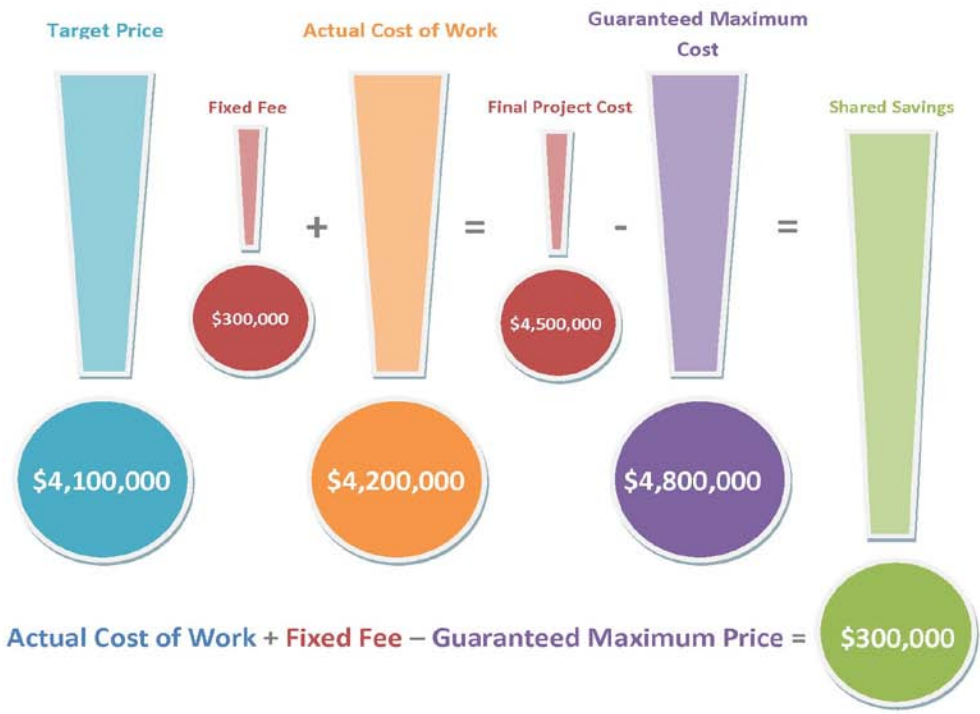 Target Price
Actual Cost of Work
Guaranteed Maximum
Cost
Fixed Fee
Final Project Cost
Shared Savings
+
=
-
=
$300,000
$4,500,000
$4,100,000
$4,200,000
$4,800,000
Actual Cost of Work + Fixed Fee – Guaranteed Maximum Price =
$300,000